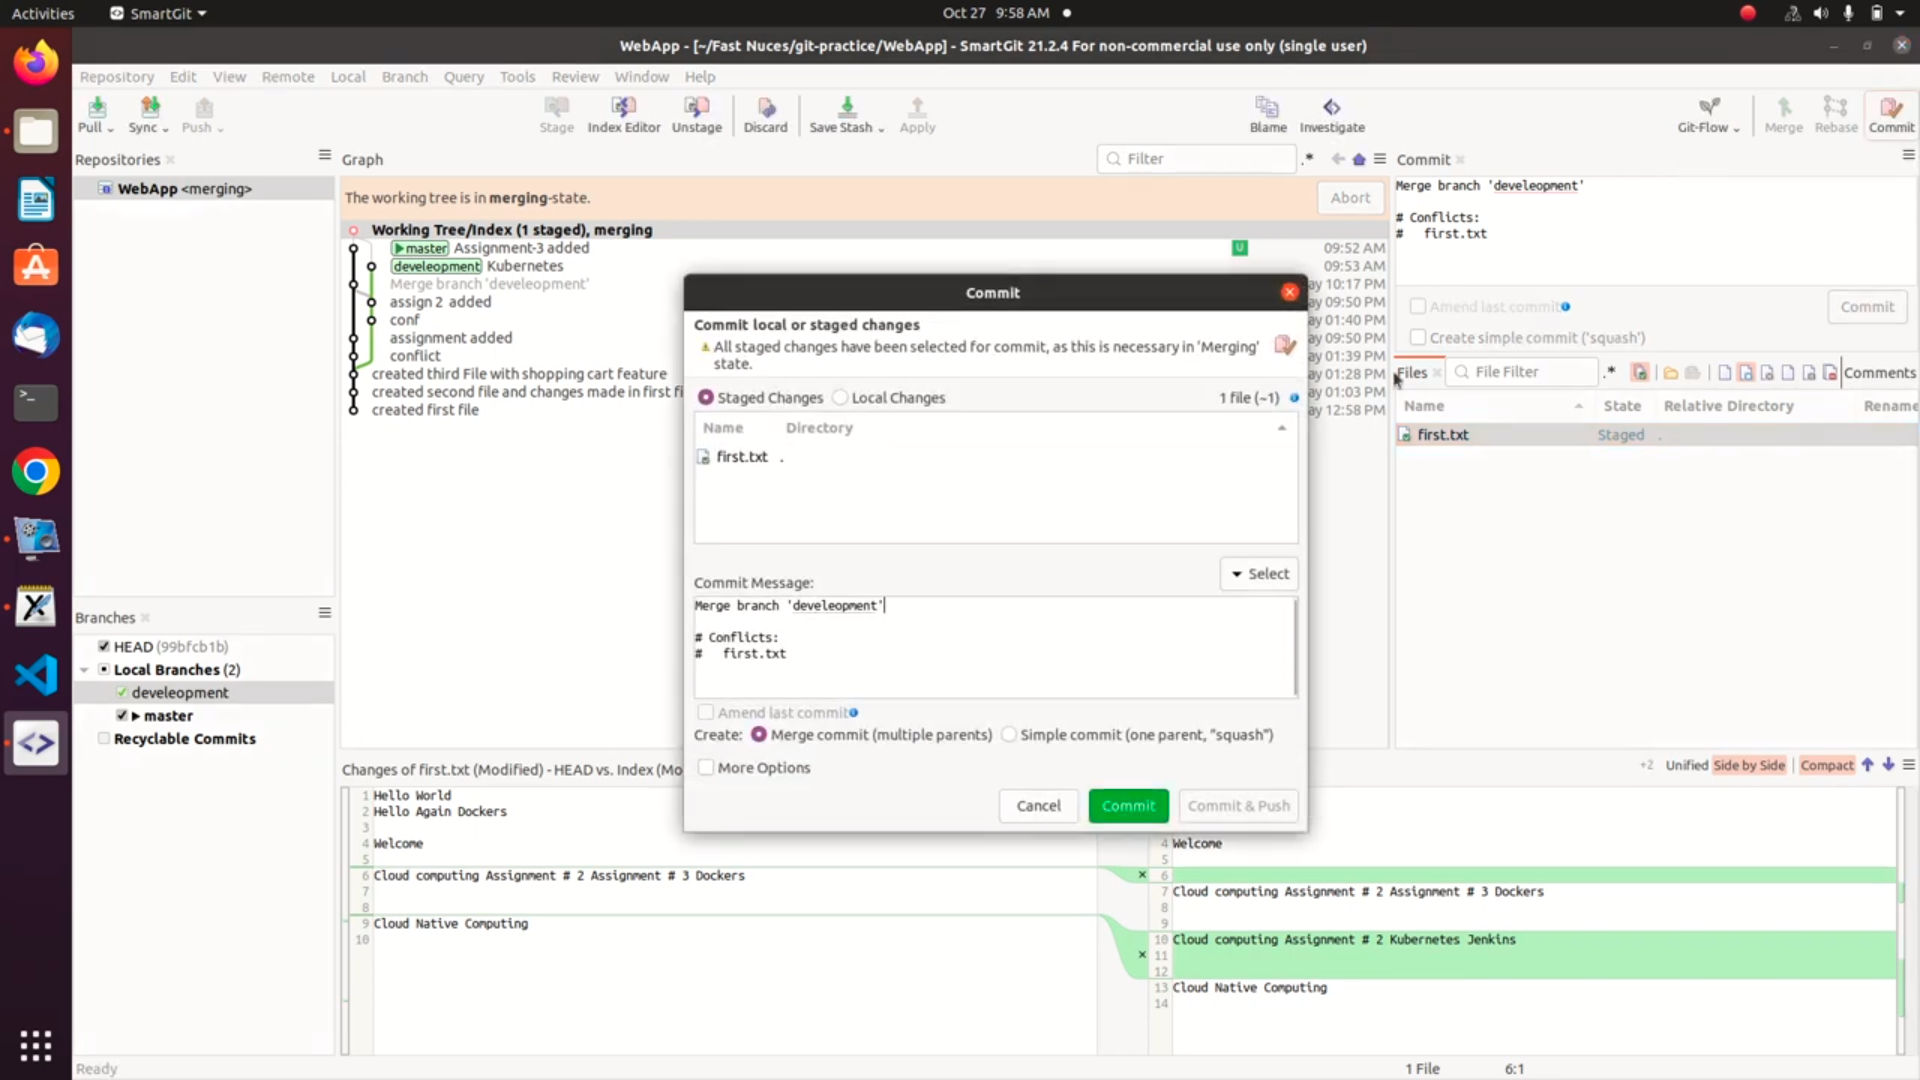 Activities
SmartGit
Oct 27 9:58 AM
WebApp - [~/Fast Nuces/git-practice/WebApp] - SmartGit 21.2.4 For non-commercial use only (single user)
Repository Edit View Remote Local Branch Query Tools Review Window Help
Pull Sync Push Stage Index Editor Unstage Discard Save Stash Apply Blame Investigate Git-Flow Merge Rebase Commit
Repositories
WebApp <merging>
Graph
Filter
.*
The working tree is in merging-state.
Abort
Working Tree/Index (1 staged), merging
master Assignment-3 added U 09:52 AM
develeopment Kubernetes 09:53 AM
Merge branch 'develeopment' ay 10:17 PM
assign 2 added ay 09:50 PM
conf ay 01:40 PM
assignment added ay 09:50 PM
conflict ay 01:39 PM
created third File with shopping cart feature ay 01:28 PM
created second file and changes made in first fi ay 01:03 PM
created first file ay 12:58 PM
Commit
Merge branch 'develeopment'
# Conflicts:
# first.txt
Amend last commit
Commit
Create simple commit ('squash')
Files
File Filter
.*
Comments
Name State Relative Directory Rename
first.txt Staged .
Commit
Commit local or staged changes
All staged changes have been selected for commit, as this is necessary in 'Merging'
state.
Staged Changes Local Changes 1 file (~1)
Name Directory
first.txt .
Select
Commit Message:
Merge branch 'develeopment'
# Conflicts:
# first.txt
Amend last commit
Create: Merge commit (multiple parents) Simple commit (one parent, "squash")
More Options
Cancel Commit Commit & Push
Branches
HEAD (99bfcb1b)
Local Branches (2)
develeopment
master
Recyclable Commits
Changes of first.txt (Modified) - HEAD vs. Index (Mo
+2 Unified Side by Side Compact
1 Hello World
2 Hello Again Dockers
3
4 Welcome
5
6 Cloud computing Assignment # 2 Assignment # 3 Dockers
7
8
9 Cloud Native Computing
10
4 Welcome
5
6
7 Cloud computing Assignment # 2 Assignment # 3 Dockers
8
9
10 Cloud computing Assignment # 2 Kubernetes Jenkins
11
12
13 Cloud Native Computing
14
Ready
1 File
6:1